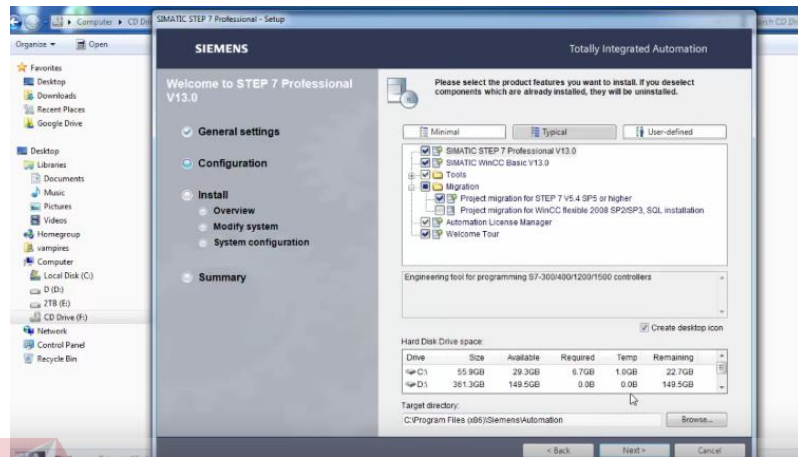 Computer ▸ CD Dri
SIMATIC STEP 7 Professional - Setup
Organize ▾ Open
Favorites
Desktop
Downloads
Recent Places
Google Drive
Desktop
Libraries
Documents
Music
Pictures
Videos
Homegroup
vampires
Computer
Local Disk (C:)
D (D:)
2TB (E:)
CD Drive (F:)
Network
Control Panel
Recycle Bin
SIEMENS
Totally Integrated Automation
Welcome to STEP 7 Professional
V13.0
General settings
Configuration
Install
Overview
Modify system
System configuration
Summary
Please select the product features you want to install. If you deselect
components which are already installed, they will be uninstalled.
Minimal Typical User-defined
SIMATIC STEP 7 Professional V13.0
SIMATIC WinCC Basic V13.0
Tools
Migration
Project migration for STEP 7 V5.4 SP5 or higher
Project migration for WinCC flexible 2008 SP2/SP3, SQL installation
Automation License Manager
Welcome Tour
Engineering tool for programming S7-300/400/1200/1500 controllers
Create desktop icon
Hard Disk Drive space:
Drive Size Available Required Temp Remaining
C:\ 55.9GB 29.3GB 6.7GB 1.0GB 22.7GB
D:\ 361.3GB 149.5GB 0.0B 0.0B 149.5GB
Target directory:
C:\Program Files (x86)\Siemens\Automation Browse...
< Back Next > Cancel